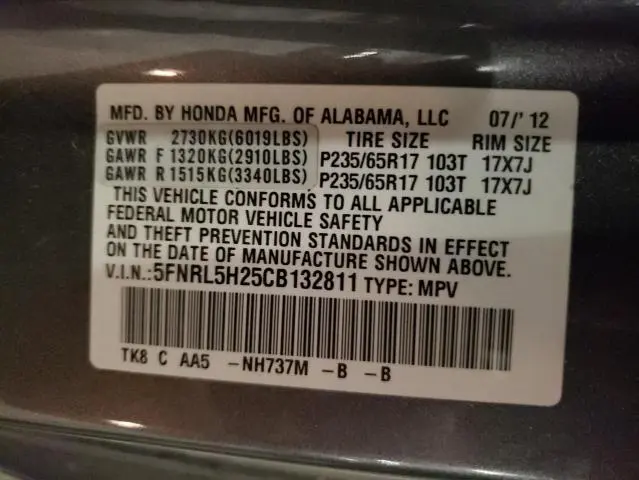 MFD. BY HONDA MFG. OF ALABAMA, LLC 07/'12
GVWR 2730KG(6019LBS) TIRE SIZE RIM SIZE
GAWR F 1320KG(2910LBS) P235/65R17 103T 17X7J
GAWR R 1515KG(3340LBS) P235/65R17 103T 17X7J
THIS VEHICLE CONFORMS TO ALL APPLICABLE
FEDERAL MOTOR VEHICLE SAFETY
AND THEFT PREVENTION STANDARDS IN EFFECT
ON THE DATE OF MANUFACTURE SHOWN ABOVE.
V.I.N.:5FNRL5H25CB132811 TYPE: MPV
TK8 C AA5 -NH737M -B -B